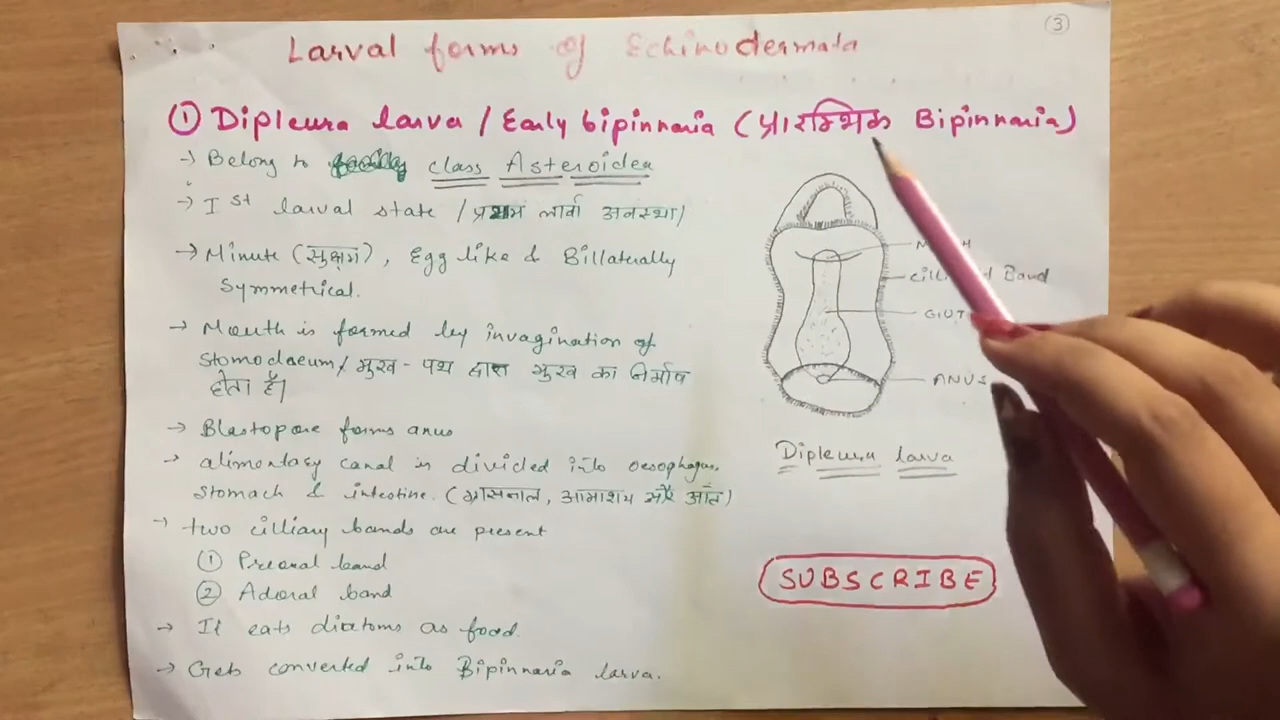 3
Larval forms of Echinodermata
① Dipleura larva / Early bipinnaria (प्रारम्भिक Bipinnaria)
→ Belong to class Asteroidea
→ Ist larval state / प्रथम लार्वा अवस्था/
→ Minute (सूक्ष्म), Egg like & Billaterally
Symmetrical.
→ Mouth is formed by invagination of
stomodaeum/ मुख - पथ द्वारा मुख का निर्माण
होता है|
→ Blastopore forms anus
→ alimentary canal is divided into oesophagus,
stomach & intestine. (ग्रासनाल, आमाशय और आंत)
→ two cilliary bands are present
① Preoral band
② Adoral band
→ It eats diatoms as food.
→ Gets converted into Bipinnaria larva.
Band
ANUS
Dipleura larva
SUBSCRIBE